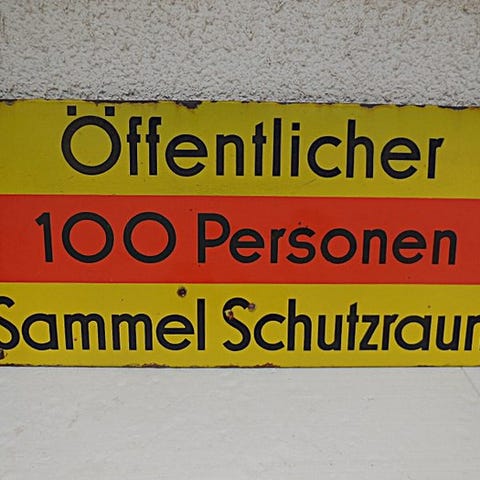 Öffentlicher
100 Personen
Sammel Schutzraum